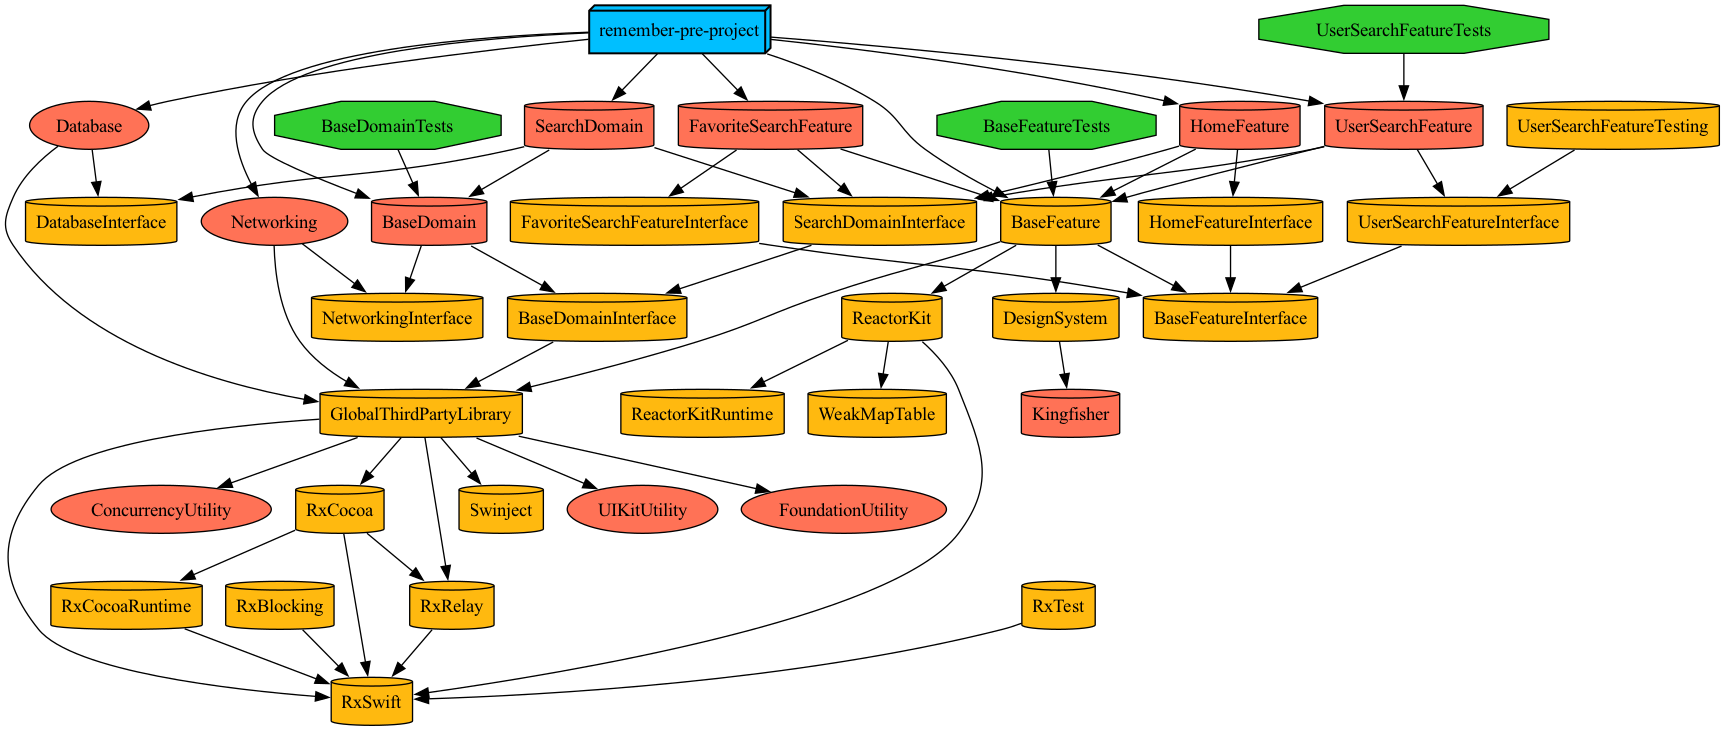 remember-pre-project
UserSearchFeatureTests
Database
BaseDomainTests
SearchDomain
FavoriteSearchFeature
BaseFeatureTests
HomeFeature
UserSearchFeature
UserSearchFeatureTesting
DatabaseInterface
Networking
BaseDomain
FavoriteSearchFeatureInterface
SearchDomainInterface
BaseFeature
HomeFeatureInterface
UserSearchFeatureInterface
NetworkingInterface
BaseDomainInterface
ReactorKit
DesignSystem
BaseFeatureInterface
GlobalThirdPartyLibrary
ReactorKitRuntime
WeakMapTable
Kingfisher
ConcurrencyUtility
RxCocoa
Swinject
UIKitUtility
FoundationUtility
RxCocoaRuntime
RxBlocking
RxRelay
RxTest
RxSwift